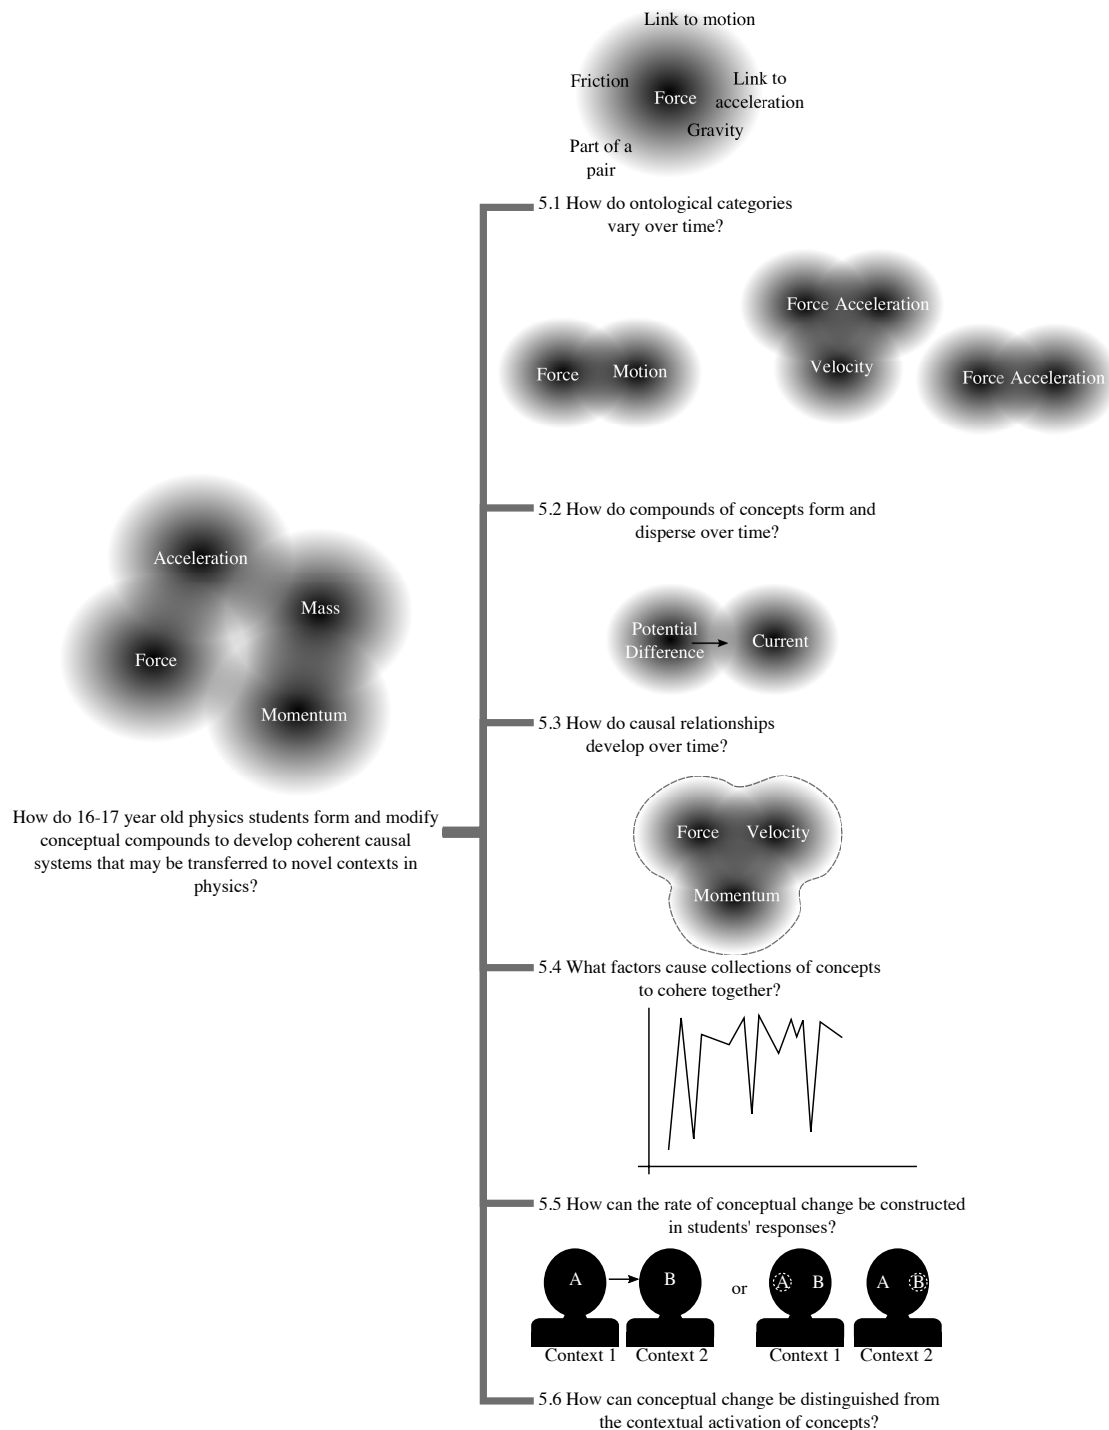 Link to motion
Friction
Link to
acceleration
Force
Gravity
Part of a
pair
5.1 How do ontological categories
vary over time?
Force Acceleration
Velocity
Force
Motion
Force Acceleration
5.2 How do compounds of concepts form and
disperse over time?
Acceleration
Mass
Force
Momentum
How do 16-17 year old physics students form and modify
conceptual compounds to develop coherent causal
systems that may be transferred to novel contexts in
physics?
Potential
Difference
Current
5.3 How do causal relationships
develop over time?
Force
Velocity
Momentum
5.4 What factors cause collections of concepts
to cohere together?
5.5 How can the rate of conceptual change be constructed
in students' responses?
A
B
or
A
B
A
B
Context 1
Context 2
Context 1
Context 2
5.6 How can conceptual change be distinguished from
the contextual activation of concepts?